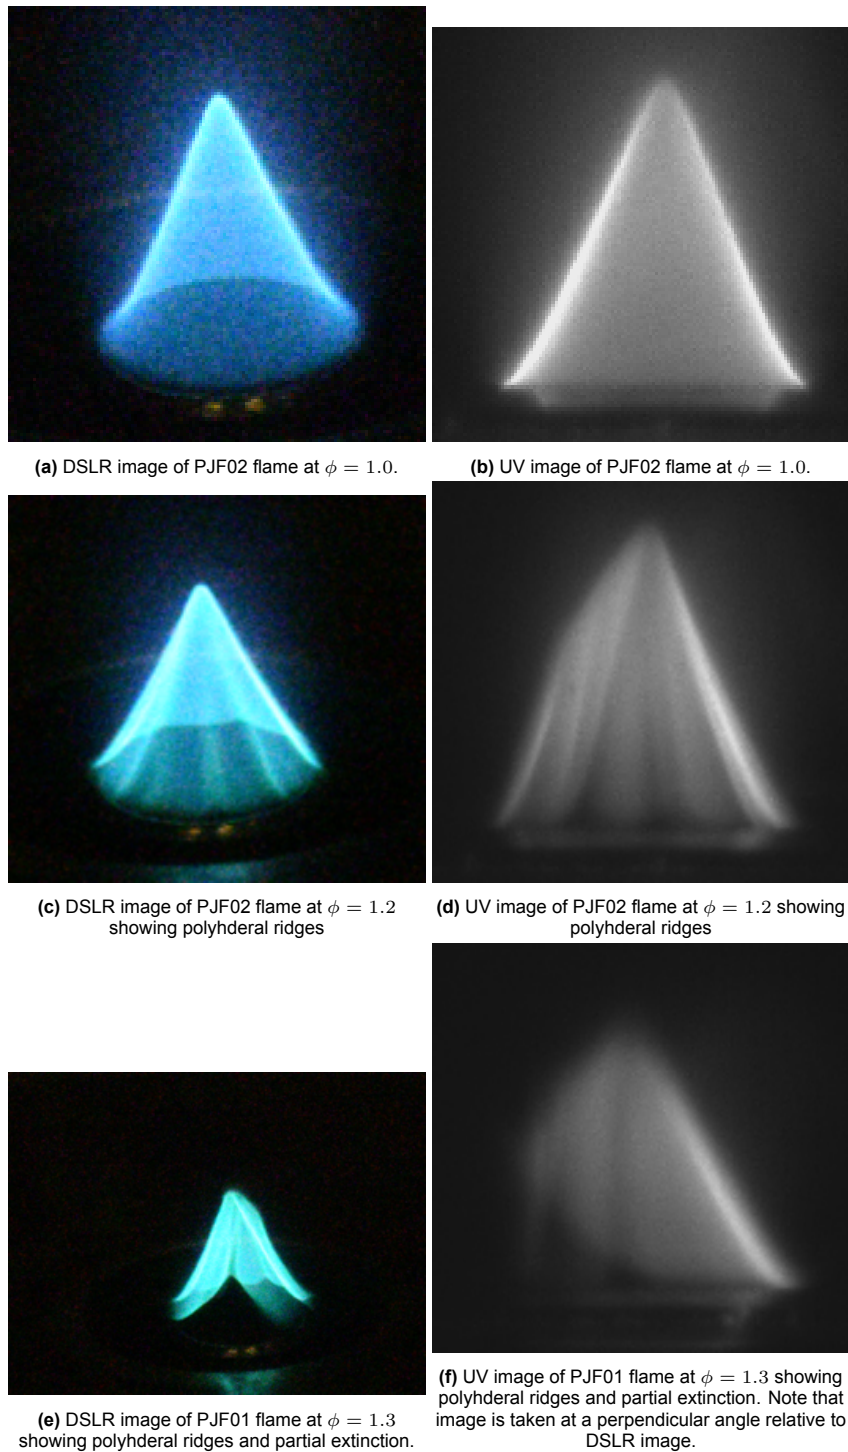 (a) DSLR image of PJF02 flame at ϕ = 1.0.
(b) UV image of PJF02 flame at ϕ = 1.0.
(c) DSLR image of PJF02 flame at ϕ = 1.2
showing polyhderal ridges
(d) UV image of PJF02 flame at ϕ = 1.2 showing
polyhderal ridges
(e) DSLR image of PJF01 flame at ϕ = 1.3
showing polyhderal ridges and partial extinction.
(f) UV image of PJF01 flame at ϕ = 1.3 showing
polyhderal ridges and partial extinction. Note that
image is taken at a perpendicular angle relative to
DSLR image.